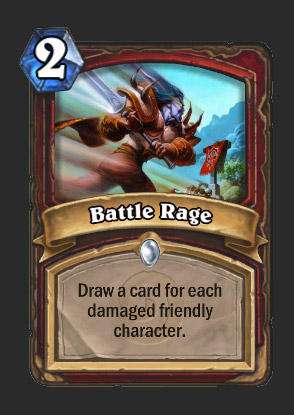 2
Battle Rage
Draw a card for each
damaged friendly
character.